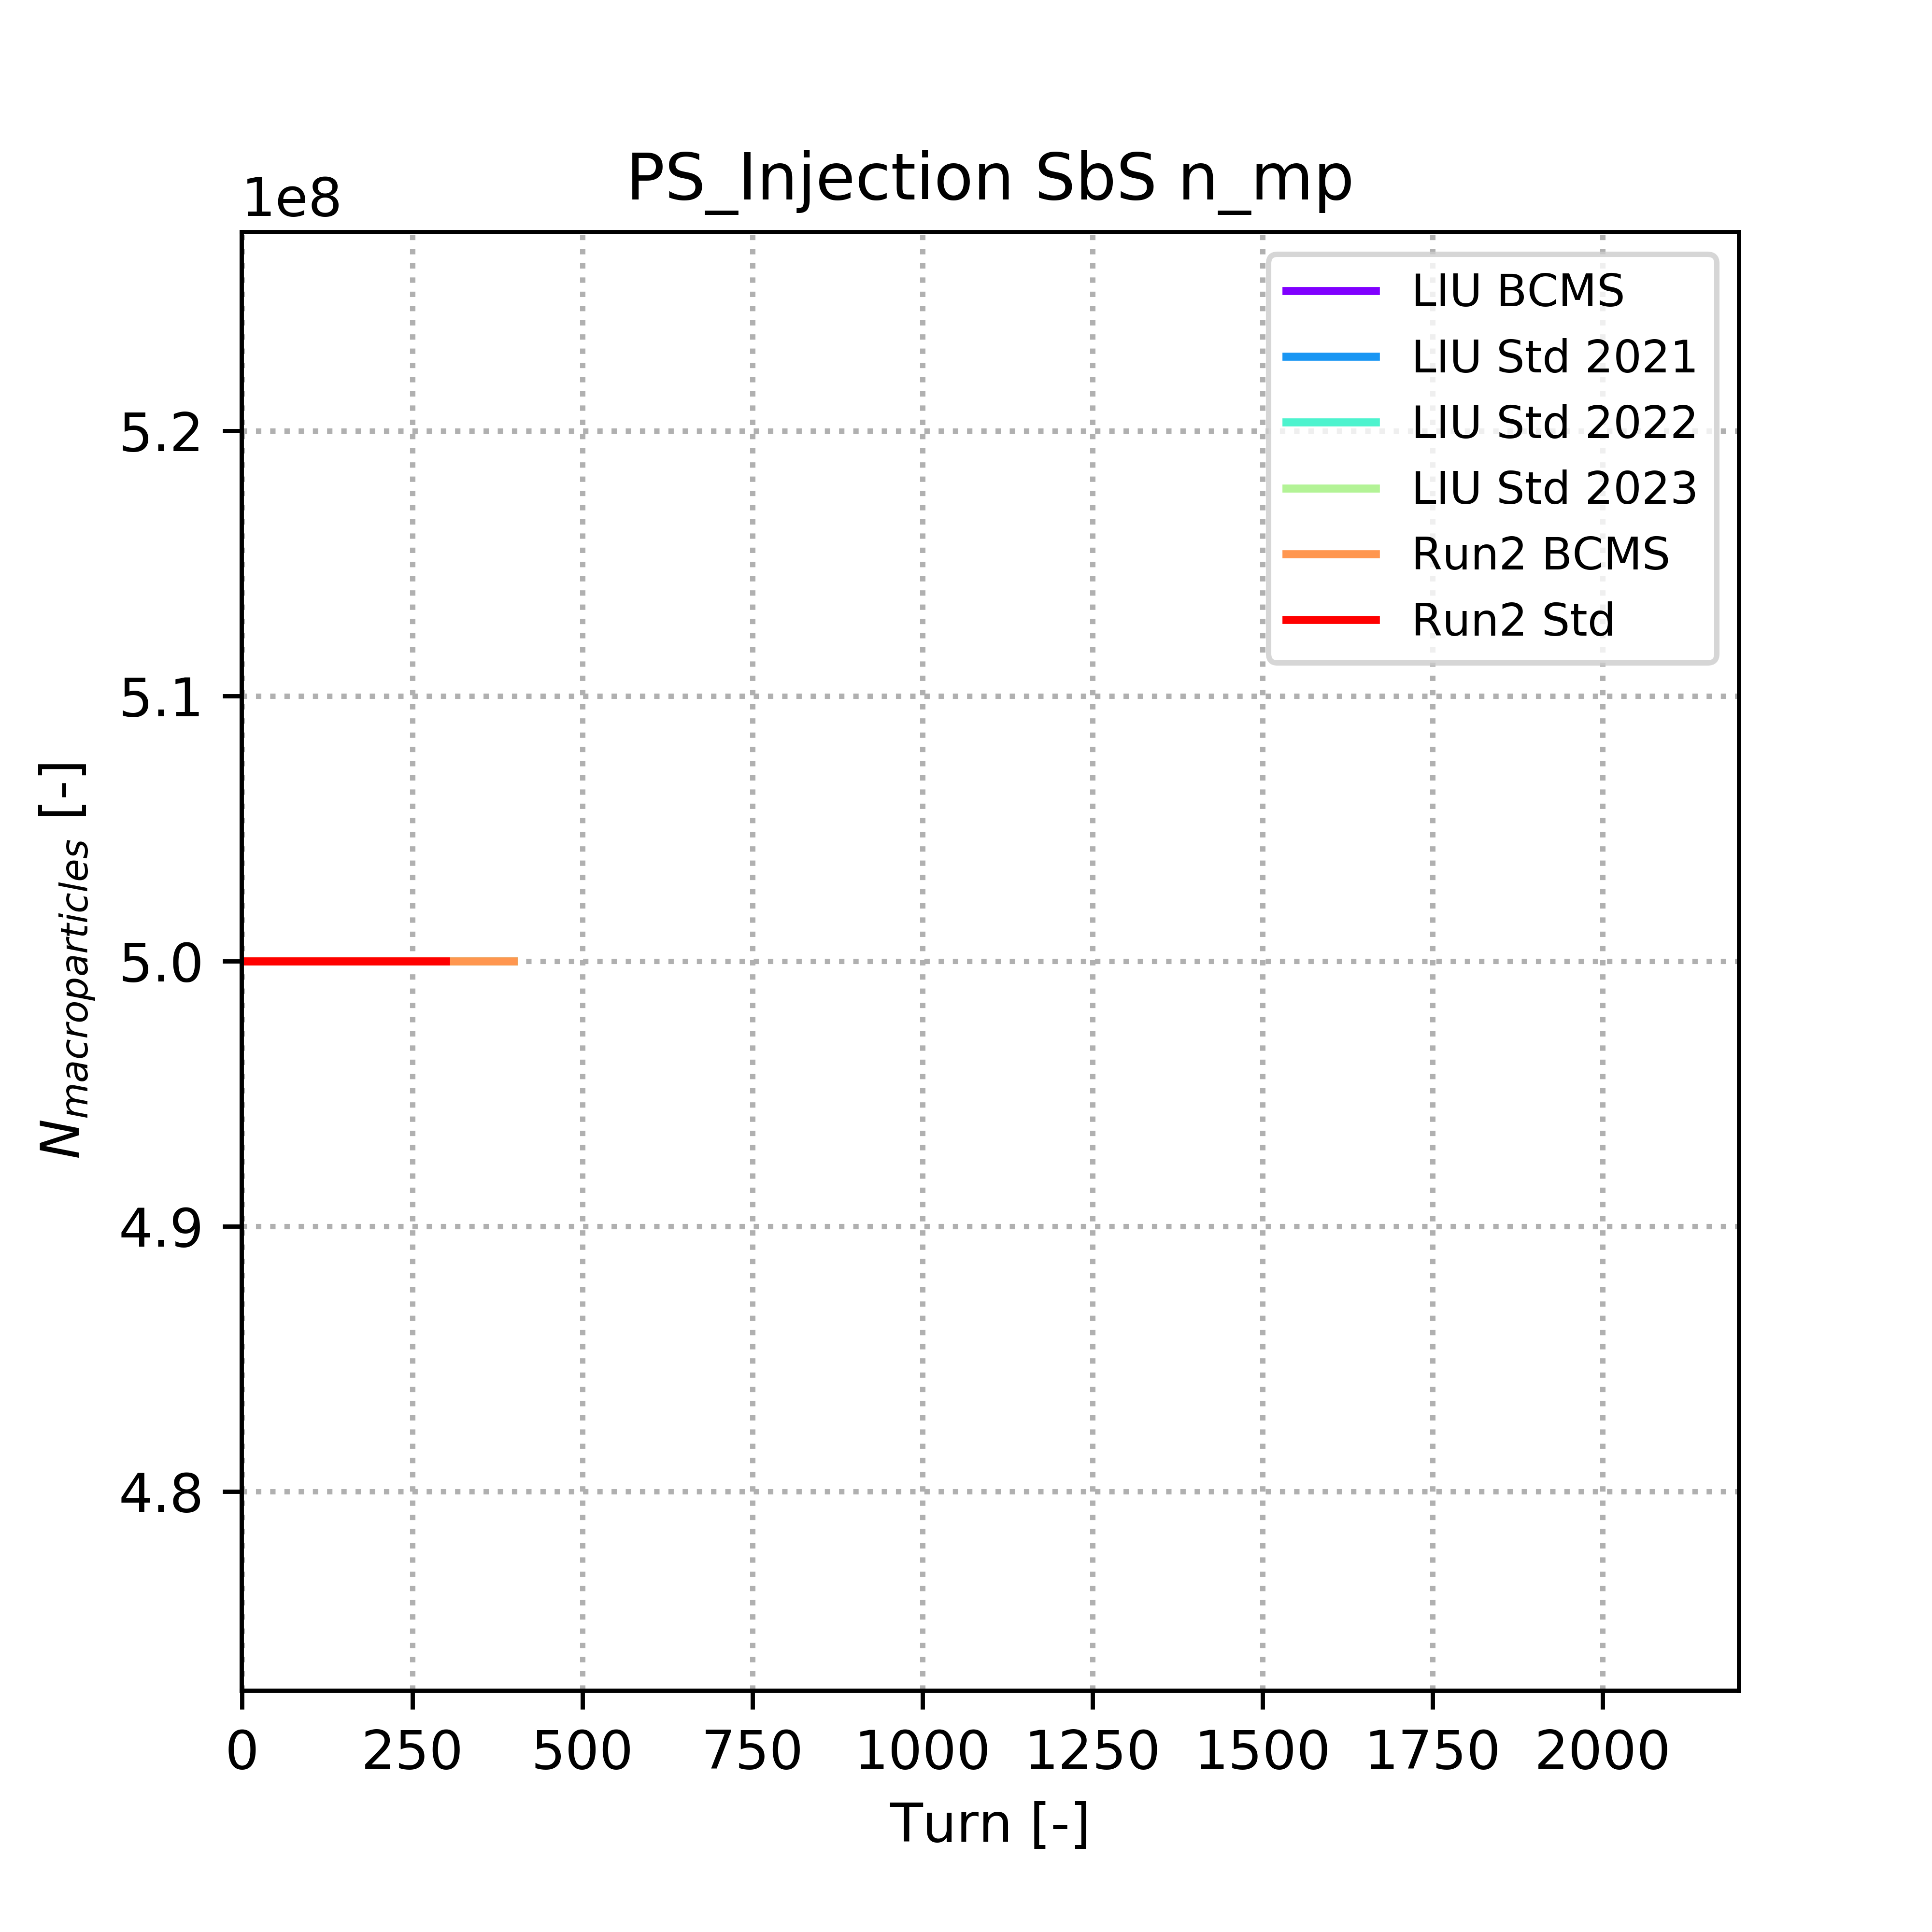 PS_Injection SbS n_mp
1e8
LIU BCMS
LIU Std 2021
LIU Std 2022
LIU Std 2023
Run2 BCMS
Run2 Std
5.2
5.1
5.0
4.9
4.8
N_macroparticles [-]
0 250 500 750 1000 1250 1500 1750 2000
Turn [-]